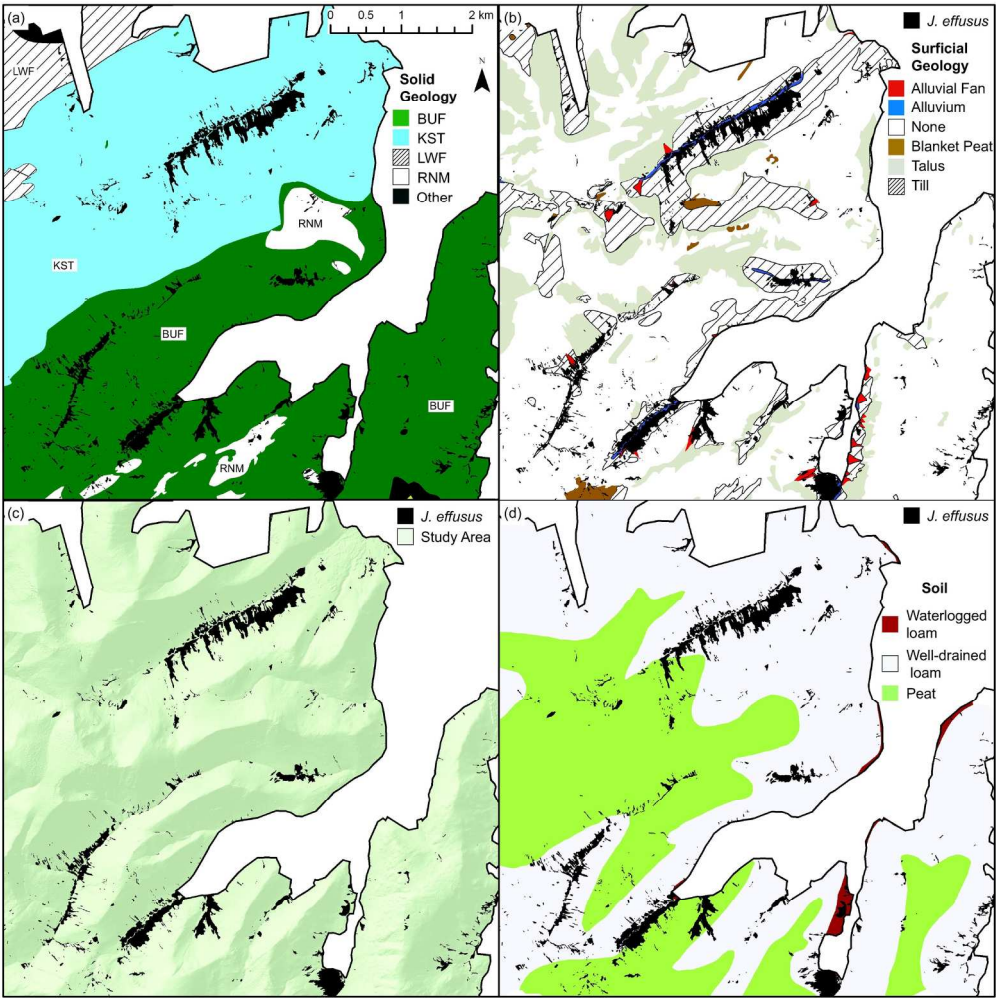 (a)
0 0.5 1 2 km
N
LWF
Solid
Geology
BUF
KST
LWF
RNM
Other
RNM
KST
BUF
BUF
RNM
(b)
J. effusus
Surficial
Geology
Alluvial Fan
Alluvium
None
Blanket Peat
Talus
Till
(c)
J. effusus
Study Area
(d)
J. effusus
Soil
Waterlogged
loam
Well-drained
loam
Peat